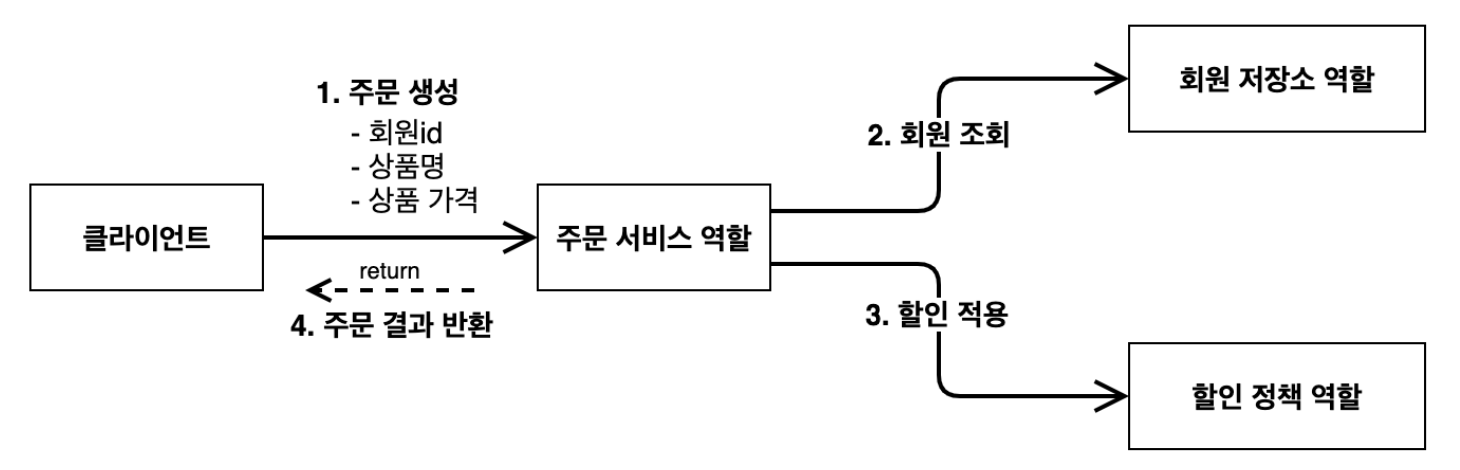 1. 주문 생성
- 회원id
- 상품명
- 상품 가격
클라이언트
주문 서비스 역할
return
4. 주문 결과 반환
2. 회원 조회
회원 저장소 역할
3. 할인 적용
할인 정책 역할